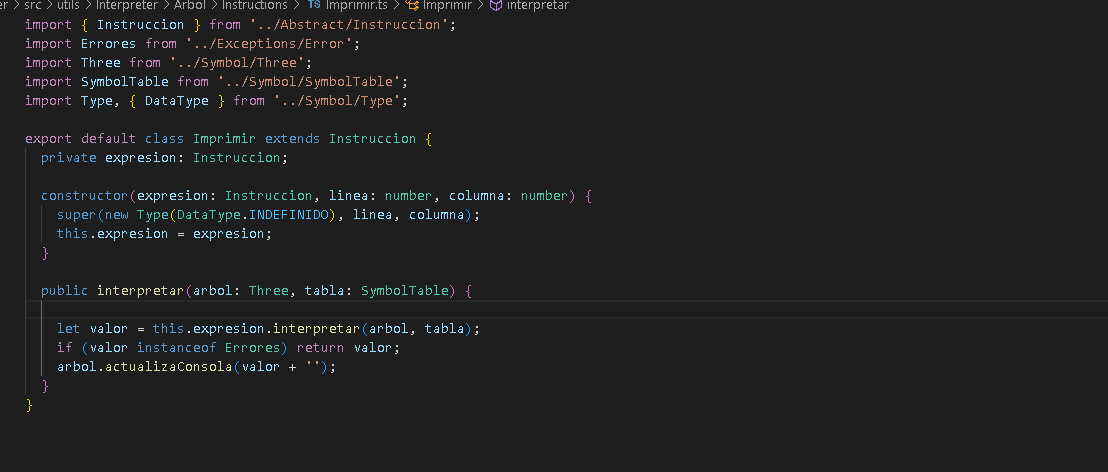 er > src > utils > Interpreter > Arbol > Instructions > TS Imprimir.ts > Imprimir > interpretar
import { Instruccion } from '../Abstract/Instruccion';
import Errores from '../Exceptions/Error';
import Three from '../Symbol/Three';
import SymbolTable from '../Symbol/SymbolTable';
import Type, { DataType } from '../Symbol/Type';

export default class Imprimir extends Instruccion {
  private expresion: Instruccion;

  constructor(expresion: Instruccion, linea: number, columna: number) {
    super(new Type(DataType.INDEFINIDO), linea, columna);
    this.expresion = expresion;
  }

  public interpretar(arbol: Three, tabla: SymbolTable) {

    let valor = this.expresion.interpretar(arbol, tabla);
    if (valor instanceof Errores) return valor;
    arbol.actualizaConsola(valor + '');
  }
}